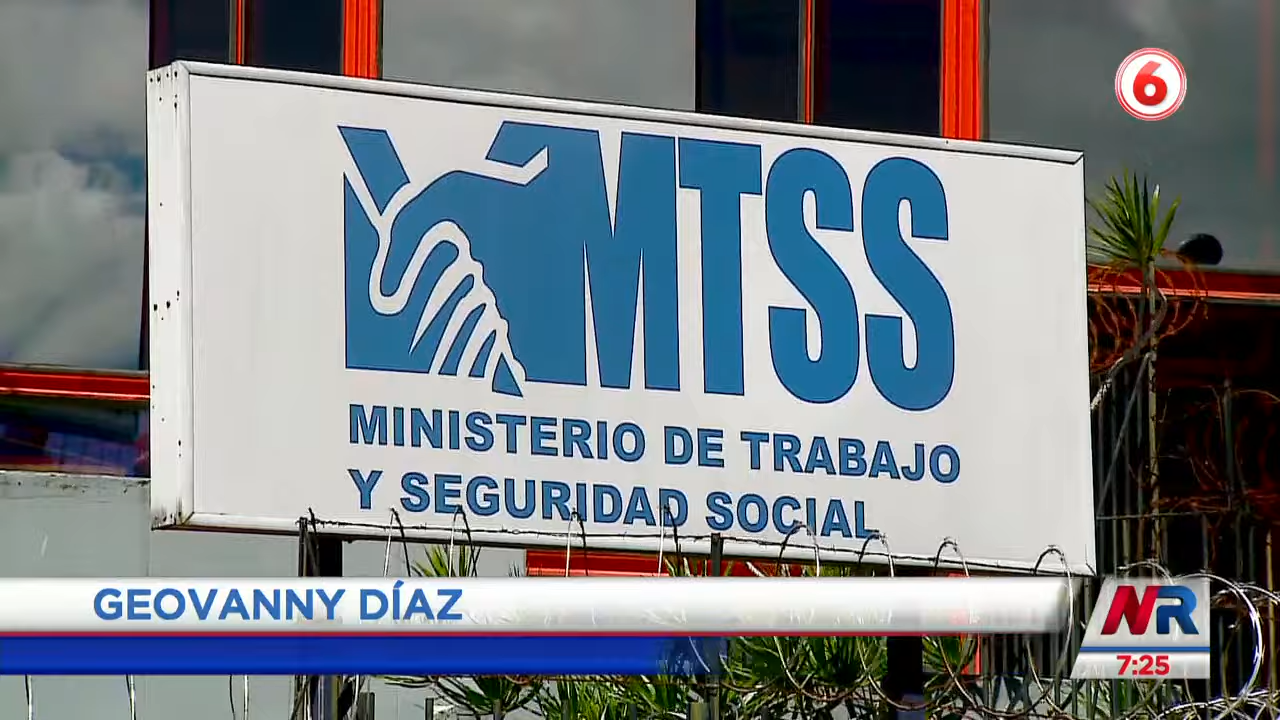 6
MTSS
MINISTERIO DE TRABAJO
Y SEGURIDAD SOCIAL
GEOVANNY DÍAZ
NR
7:25